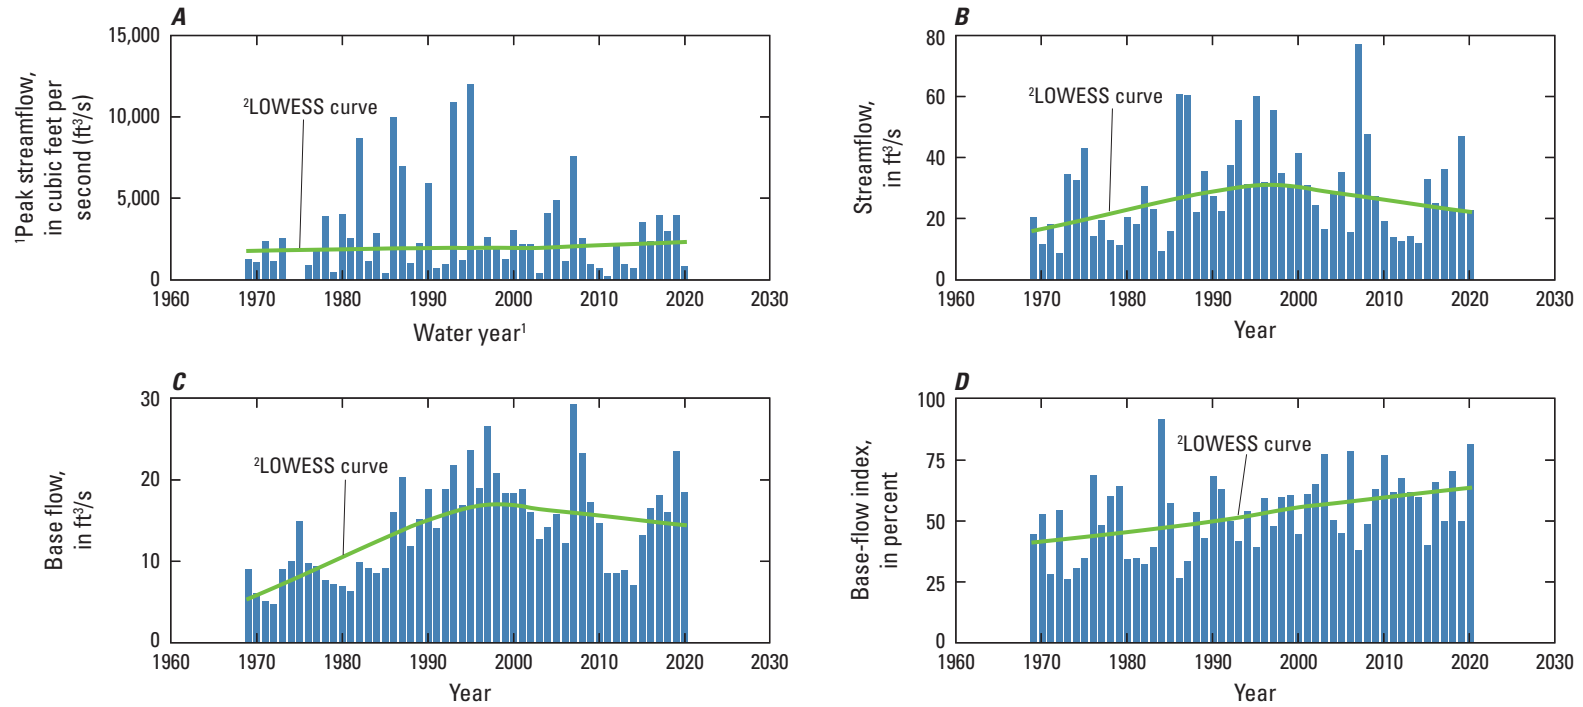 A
15,000
10,000
5,000
0
¹Peak streamflow,
in cubic feet per
second (ft³/s)
²LOWESS curve
1960 1970 1980 1990 2000 2010 2020 2030
Water year¹
B
80
60
40
20
0
Streamflow,
in ft³/s
²LOWESS curve
1960 1970 1980 1990 2000 2010 2020 2030
Year
C
30
20
10
0
Base flow,
in ft³/s
²LOWESS curve
1960 1970 1980 1990 2000 2010 2020 2030
Year
D
100
75
50
25
0
Base-flow index,
in percent
²LOWESS curve
1960 1970 1980 1990 2000 2010 2020 2030
Year